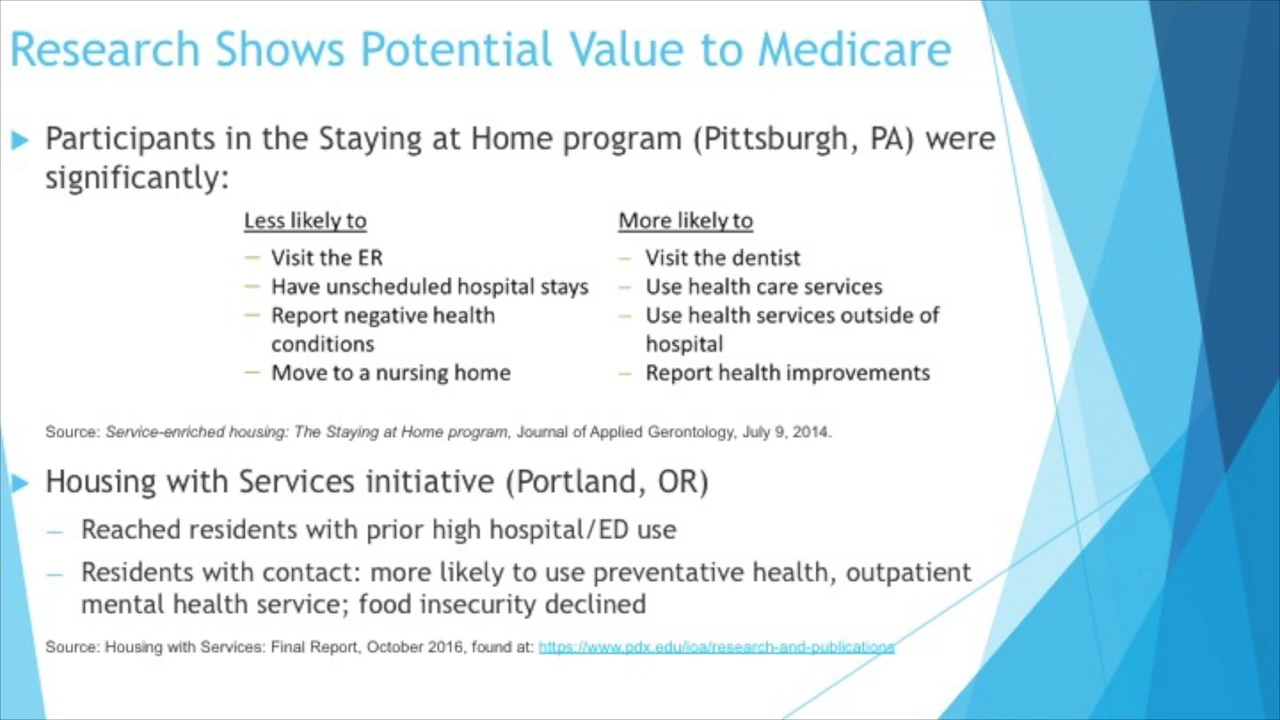 Research Shows Potential Value to Medicare
Participants in the Staying at Home program (Pittsburgh, PA) were
significantly:
Less likely to
– Visit the ER
– Have unscheduled hospital stays
– Report negative health
conditions
– Move to a nursing home
More likely to
– Visit the dentist
– Use health care services
– Use health services outside of
hospital
– Report health improvements
Source: Service-enriched housing: The Staying at Home program, Journal of Applied Gerontology, July 9, 2014.
Housing with Services initiative (Portland, OR)
– Reached residents with prior high hospital/ED use
– Residents with contact: more likely to use preventative health, outpatient
mental health service; food insecurity declined
Source: Housing with Services: Final Report, October 2016, found at: https://www.pdx.edu/ioa/research-and-publications